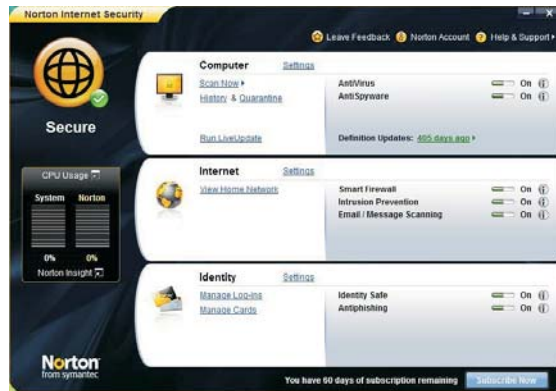 Norton Internet Security
Leave Feedback Norton Account Help & Support
Secure
CPU Usage
System Norton
0% 0%
Norton Insight
Computer Settings
Scan Now
History & Quarantine
Run LiveUpdate
AntiVirus On
AntiSpyware On
Definition Updates: 405 days ago
Internet Settings
View Home Network
Smart Firewall On
Intrusion Prevention On
Email / Message Scanning On
Identity Settings
Manage Log-ins
Manage Cards
Identity Safe On
Antiphishing On
Norton
from symantec
You have 60 days of subscription remaining Subscribe Now